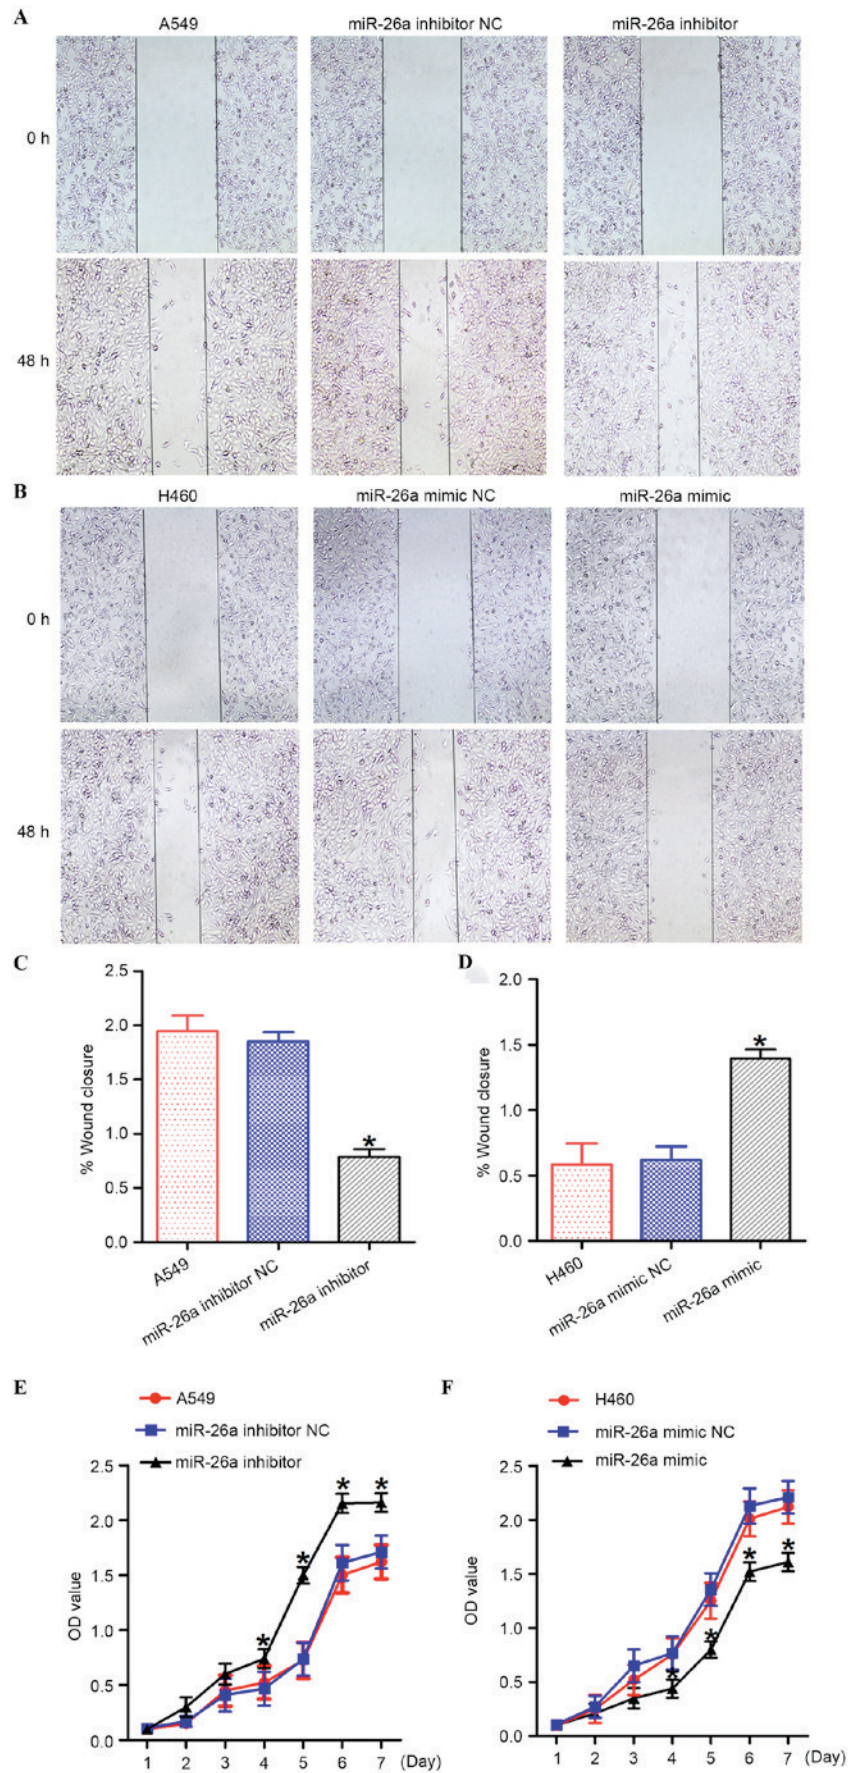 A
A549 miR-26a inhibitor NC miR-26a inhibitor
0 h
48 h
B
H460 miR-26a mimic NC miR-26a mimic
0 h
48 h
C
% Wound closure
2.5
2.0
1.5
1.0
0.5
0.0
*
A549
miR-26a inhibitor NC
miR-26a inhibitor
D
% Wound closure
2.0
1.5
1.0
0.5
0.0
*
H460
miR-26a mimic NC
miR-26a mimic
E
A549
miR-26a inhibitor NC
miR-26a inhibitor
OD value
2.5
2.0
1.5
1.0
0.5
0.0
* * * *
1 2 3 4 5 6 7 (Day)
F
H460
miR-26a mimic NC
miR-26a mimic
OD value
2.5
2.0
1.5
1.0
0.5
0.0
* * * *
1 2 3 4 5 6 7 (Day)